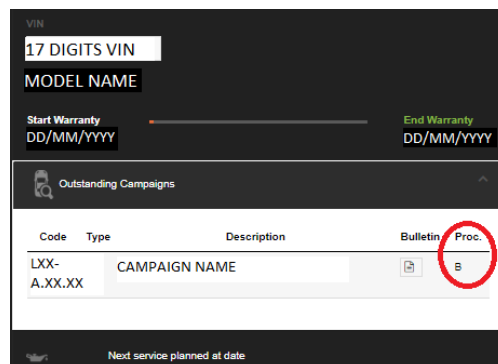 VIN
17 DIGITS VIN
MODEL NAME
Start Warranty End Warranty
DD/MM/YYYY DD/MM/YYYY
Outstanding Campaigns
Code Type Description Bulletin Proc.
LXX- CAMPAIGN NAME B
A.XX.XX
Next service planned at date